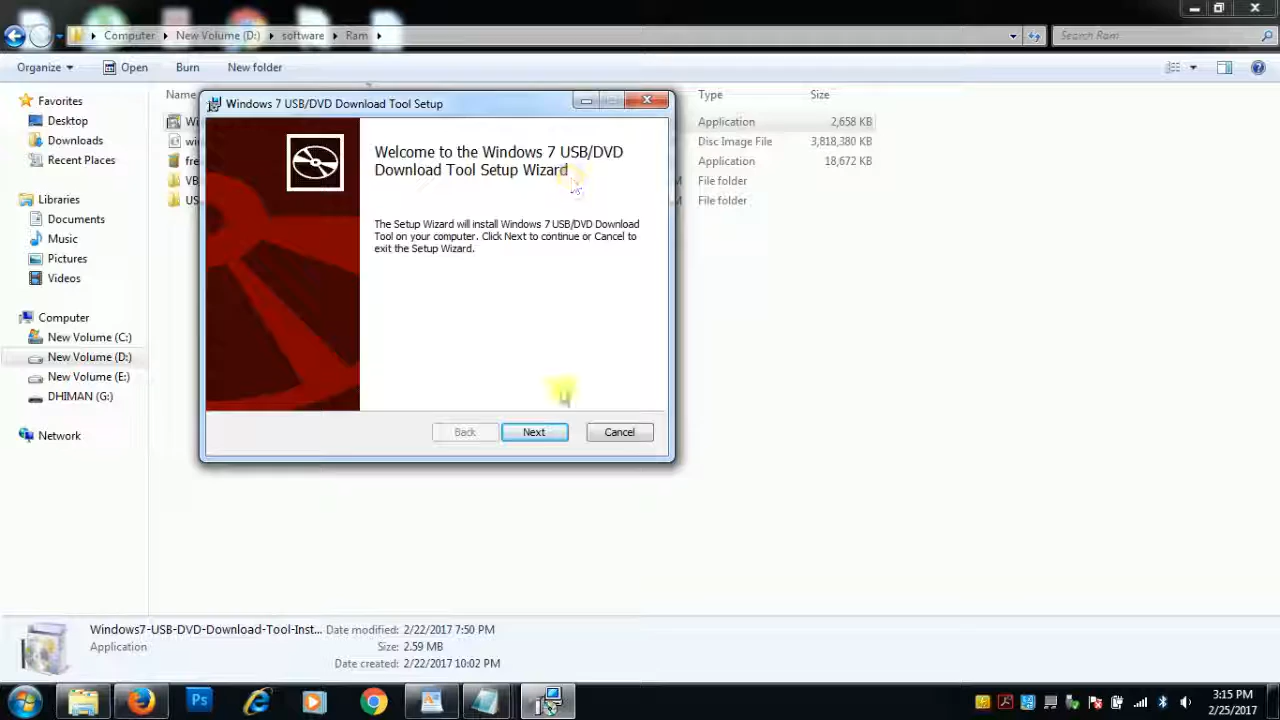 Computer New Volume (D:) software Ram
Search Ram
Organize Open Burn New folder
Favorites
Desktop
Downloads
Recent Places
Libraries
Documents
Music
Pictures
Videos
Computer
New Volume (C:)
New Volume (D:)
New Volume (E:)
DHIMAN (G:)
Network
Name Type Size
Application 2,658 KB
Disc Image File 3,818,380 KB
Application 18,672 KB
File folder
File folder
Windows 7 USB/DVD Download Tool Setup
Welcome to the Windows 7 USB/DVD
Download Tool Setup Wizard
The Setup Wizard will install Windows 7 USB/DVD Download
Tool on your computer. Click Next to continue or Cancel to
exit the Setup Wizard.
Back Next Cancel
Windows7-USB-DVD-Download-Tool-Inst... Date modified: 2/22/2017 7:50 PM
Application Size: 2.59 MB
Date created: 2/22/2017 10:02 PM
Ps
3:15 PM
2/25/2017